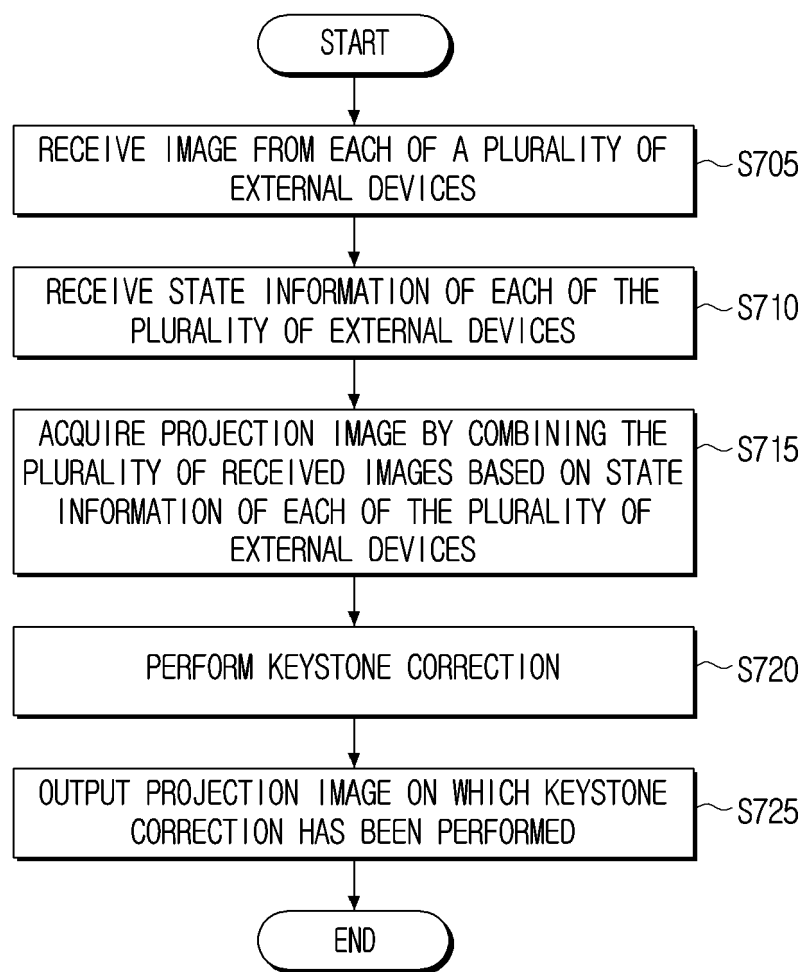 START
RECEIVE IMAGE FROM EACH OF A PLURALITY OF
EXTERNAL DEVICES
S705
RECEIVE STATE INFORMATION OF EACH OF THE
PLURALITY OF EXTERNAL DEVICES
S710
ACQUIRE PROJECTION IMAGE BY COMBINING THE
PLURALITY OF RECEIVED IMAGES BASED ON STATE
INFORMATION OF EACH OF THE PLURALITY OF
EXTERNAL DEVICES
S715
PERFORM KEYSTONE CORRECTION
S720
OUTPUT PROJECTION IMAGE ON WHICH KEYSTONE
CORRECTION HAS BEEN PERFORMED
S725
END